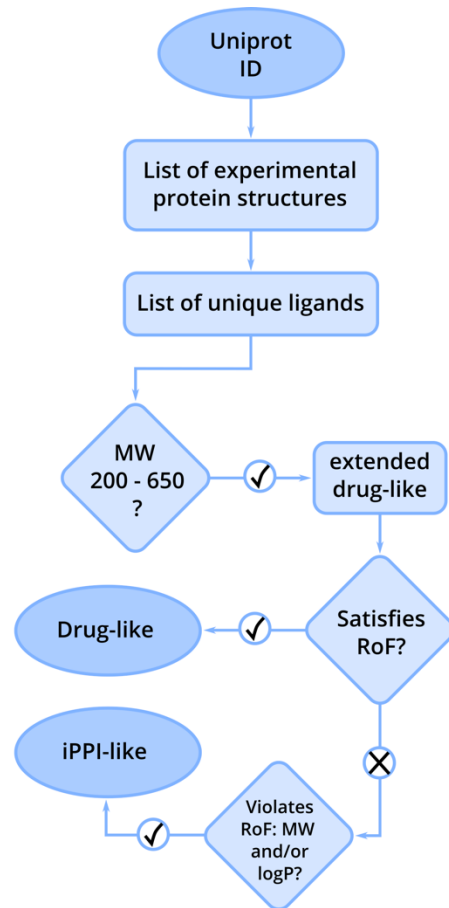 Uniprot
ID
List of experimental
protein structures
List of unique ligands
MW
200 - 650
?
extended
drug-like
Satisfies
RoF?
Drug-like
iPPI-like
Violates
RoF: MW
and/or
logP?